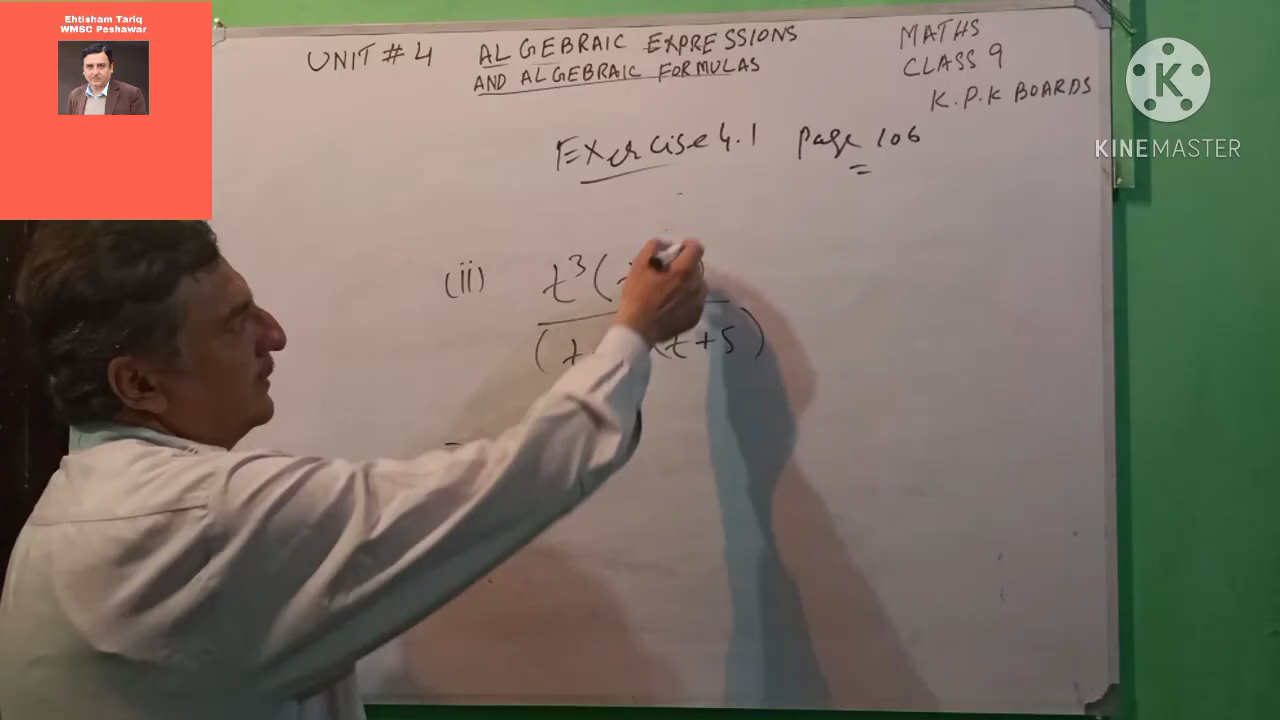 Ehtisham Tariq
WMSC Peshawar
UNIT # 4 ALGEBRAIC EXPRESSIONS
AND ALGEBRAIC FORMULAS
MATHS
CLASS 9
K.P.K BOARDS
K
KINEMASTER
Exercise 4.1 page 106
(ii) t³(
(t (t+5)